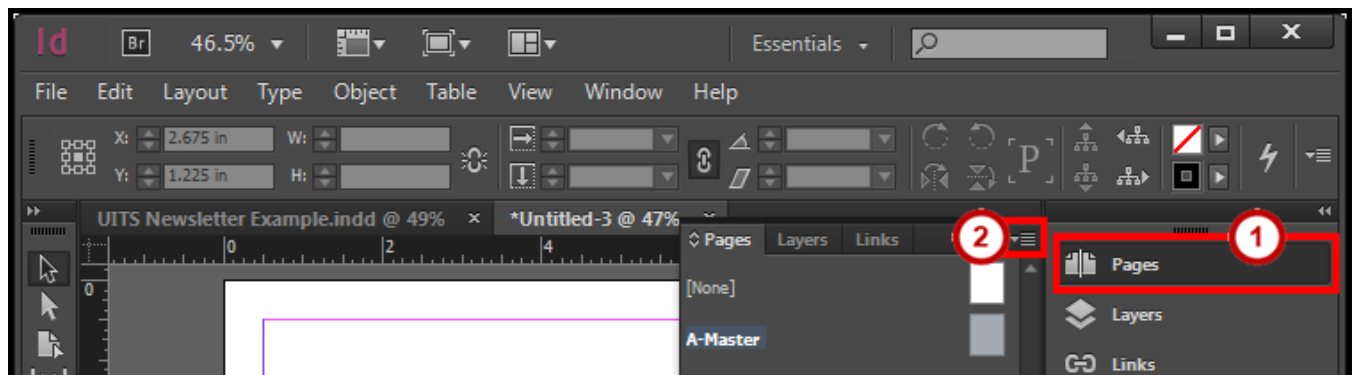 Id Br 46.5% Essentials
File Edit Layout Type Object Table View Window Help
X: 2.675 in W:
Y: 1.225 in H:
P
UITS Newsletter Example.indd @ 49% × *Untitled-3 @ 47% ×
0 2 4
Pages Layers Links 2 1
Pages
0
[None]
Layers
A-Master
Links